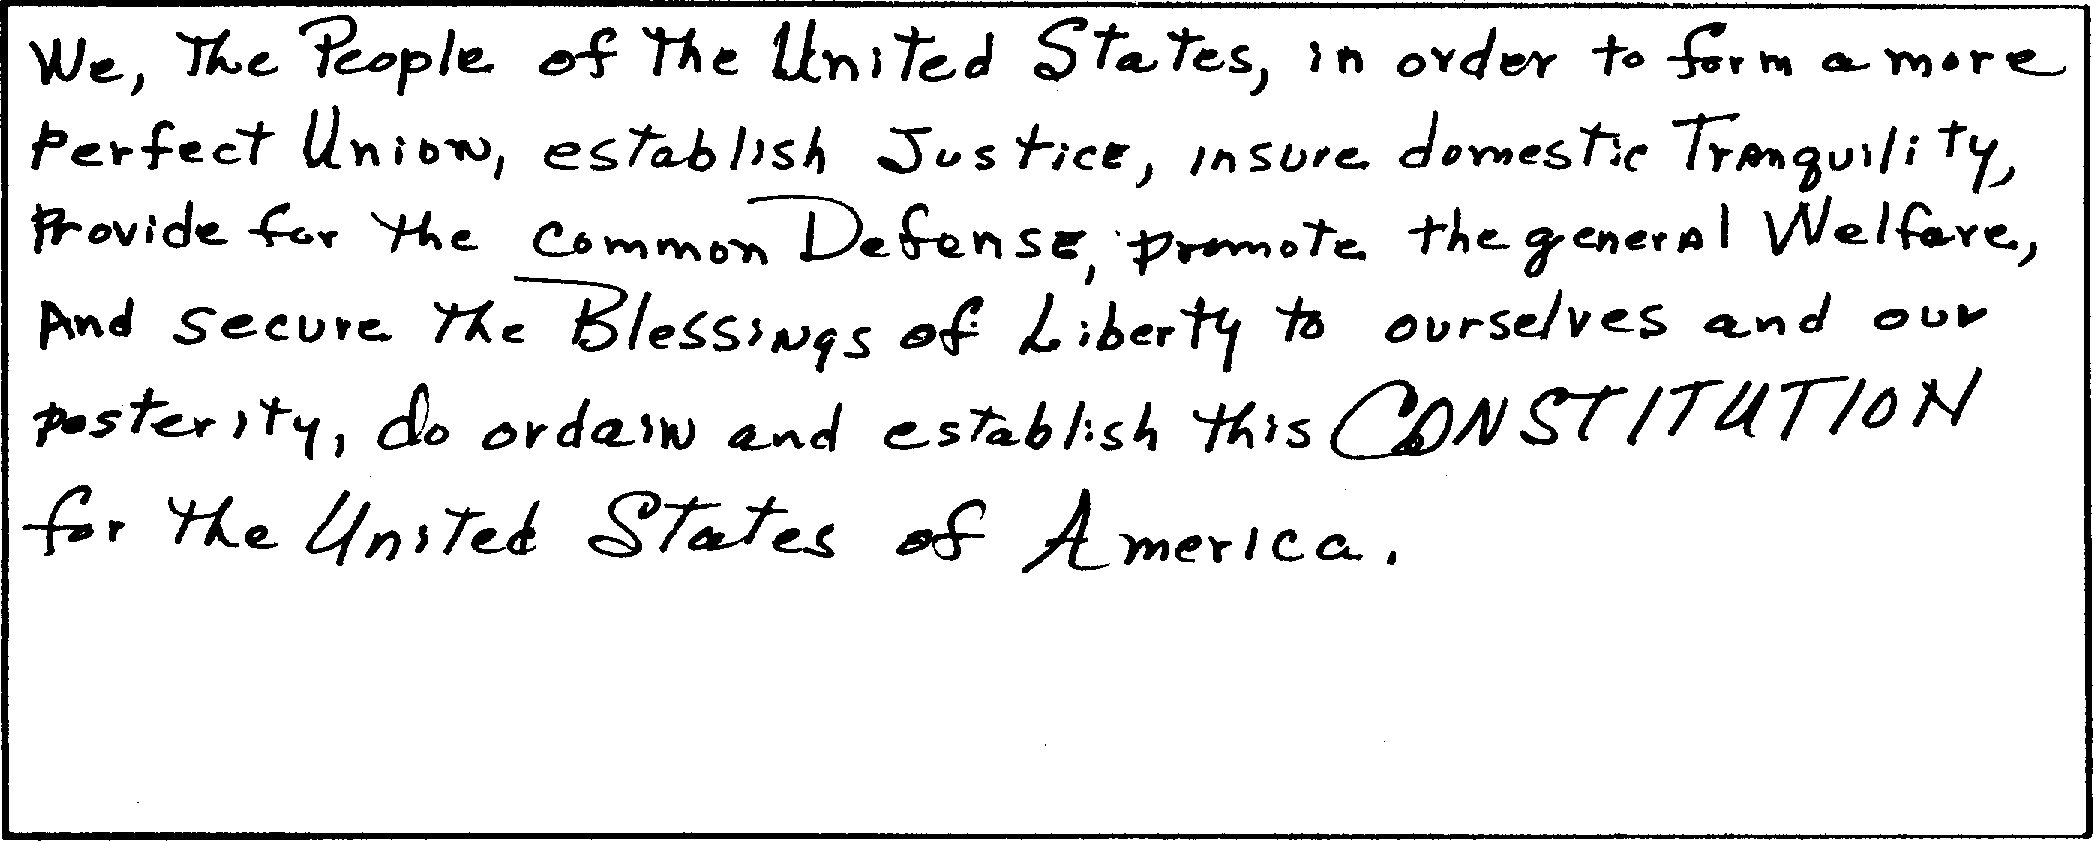 We, The People of the United States, in order to form a more
perfect Union, establish Justice, insure domestic Tranquility,
Provide for the common Defense, promote the general Welfare,
And secure the Blessings of Liberty to ourselves and our
posterity, do ordain and establish this CONSTITUTION
for the United States of America.